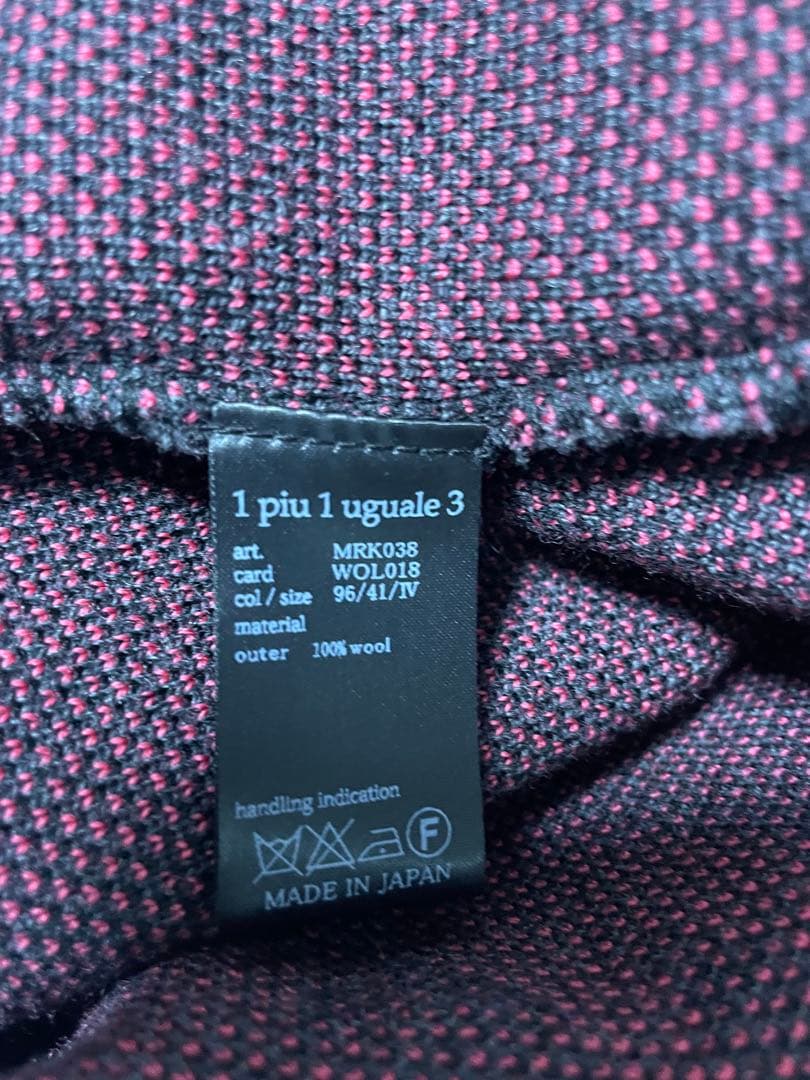 1 piu 1 uguale 3
art. MRK038
card WOL018
col / size 96/41/IV
material
outer 100% wool
handling indication
F
MADE IN JAPAN